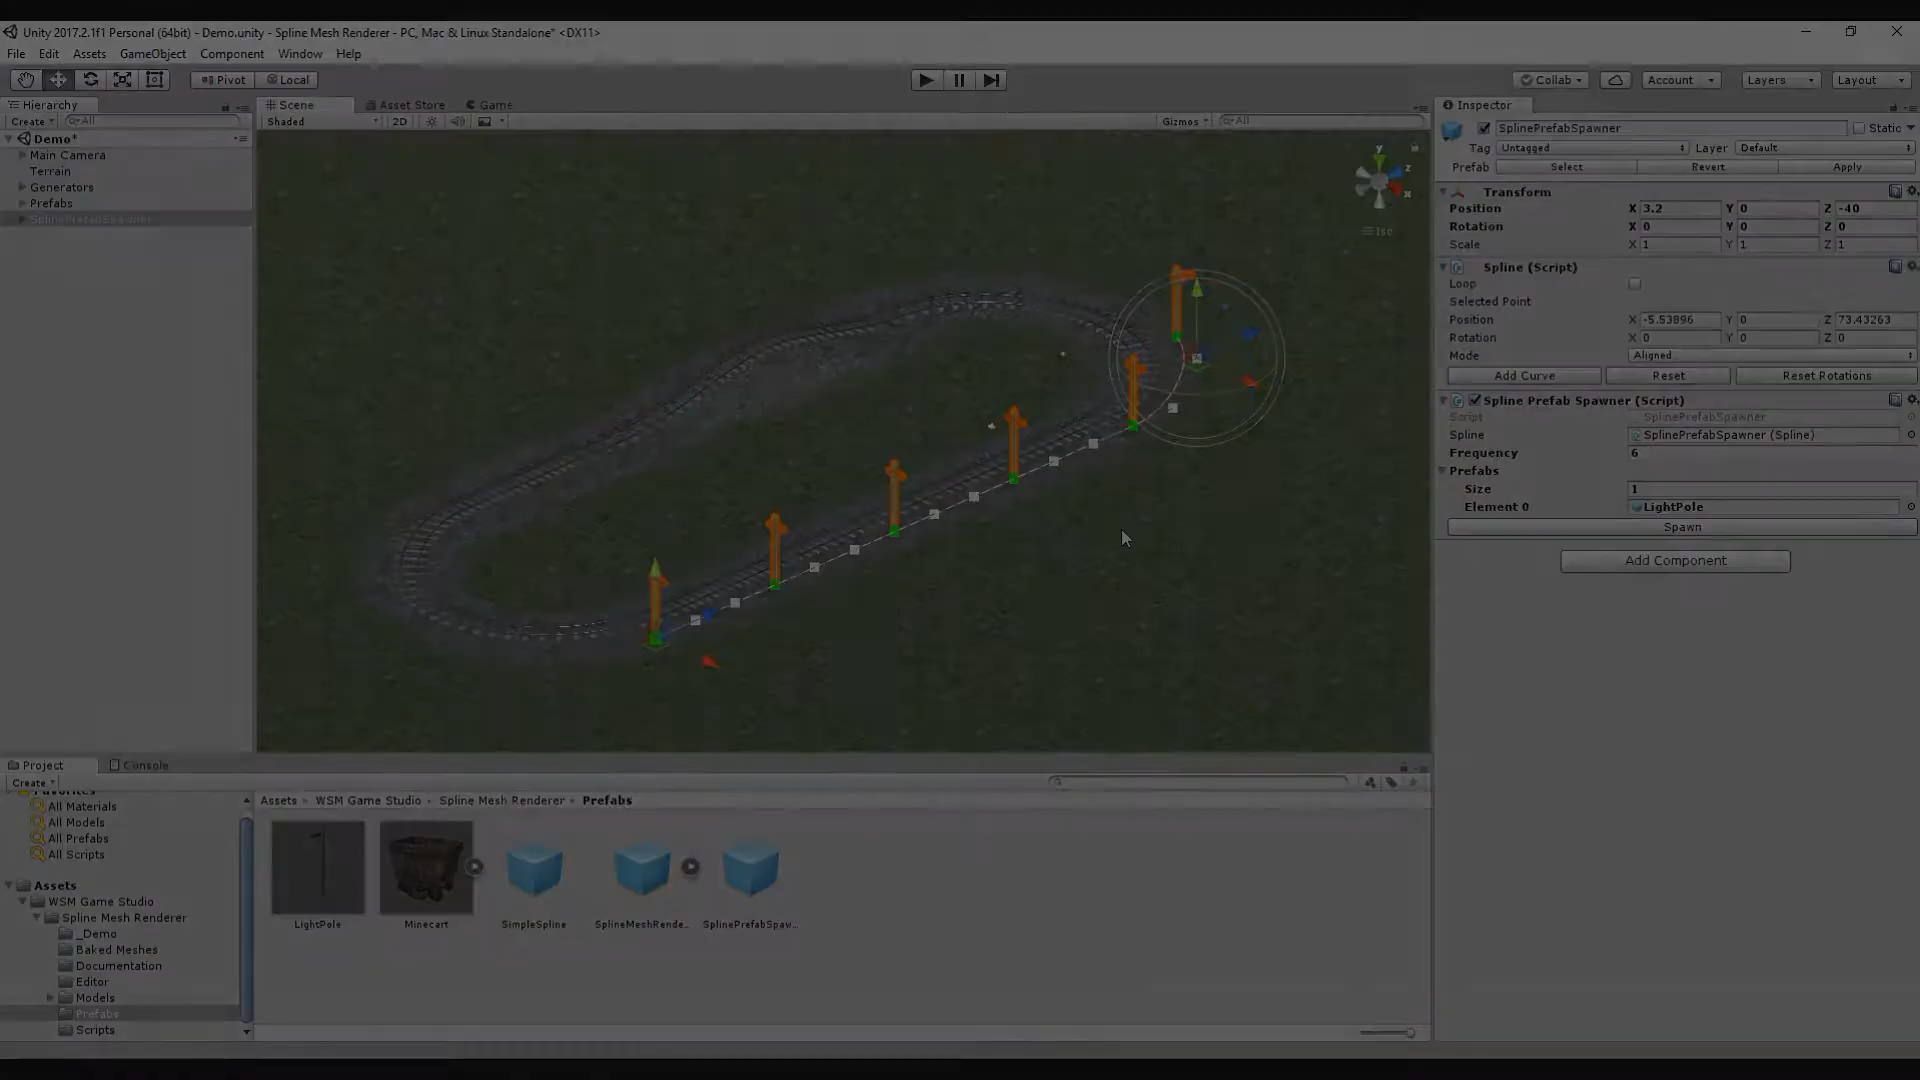 Unity 2017.2.1f1 Personal (64bit) - Demo.unity - Spline Mesh Renderer - PC, Mac & Linux Standalone* <DX11>
File Edit Assets GameObject Component Window Help
Pivot Local Collab Account Layers Layout
Hierarchy
Create All
Demo*
Main Camera
Terrain
Generators
Prefabs
SplinePrefabSpawner
Scene Asset Store Game
Shaded 2D Gizmos All
y
z
x
Iso
Inspector
SplinePrefabSpawner Static
Tag Untagged Layer Default
Prefab Select Revert Apply
Transform
Position X 3.2 Y 0 Z -40
Rotation X 0 Y 0 Z 0
Scale X 1 Y 1 Z 1
Spline (Script)
Loop
Selected Point
Position X -5.53896 Y 0 Z 73.43263
Rotation X 0 Y 0 Z 0
Mode Aligned
Add Curve Reset Reset Rotations
Spline Prefab Spawner (Script)
Script SplinePrefabSpawner
Spline SplinePrefabSpawner (Spline)
Frequency 6
Prefabs
Size 1
Element 0 LightPole
Spawn
Add Component
Project Console
Create
Favorites
All Materials
All Models
All Prefabs
All Scripts
Assets
WSM Game Studio
Spline Mesh Renderer
_Demo
Baked Meshes
Documentation
Editor
Models
Prefabs
Scripts
Assets WSM Game Studio Spline Mesh Renderer Prefabs
LightPole Minecart SimpleSpline SplineMeshRende... SplinePrefabSpaw...